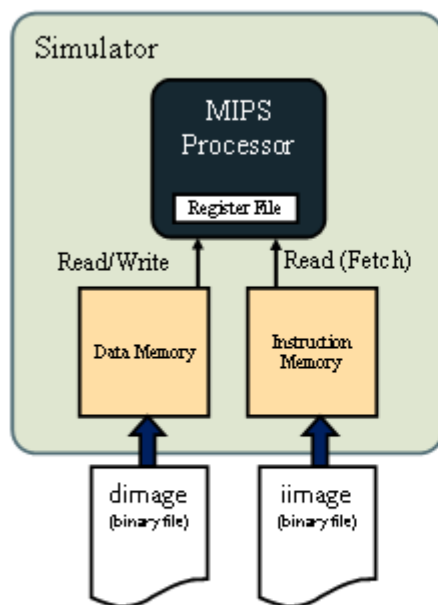 Simulator
MIPS
Processor
Register File
Read/Write
Read (Fetch)
Data Memory
Instruction
Memory
dimage
(binary file)
iimage
(binary file)